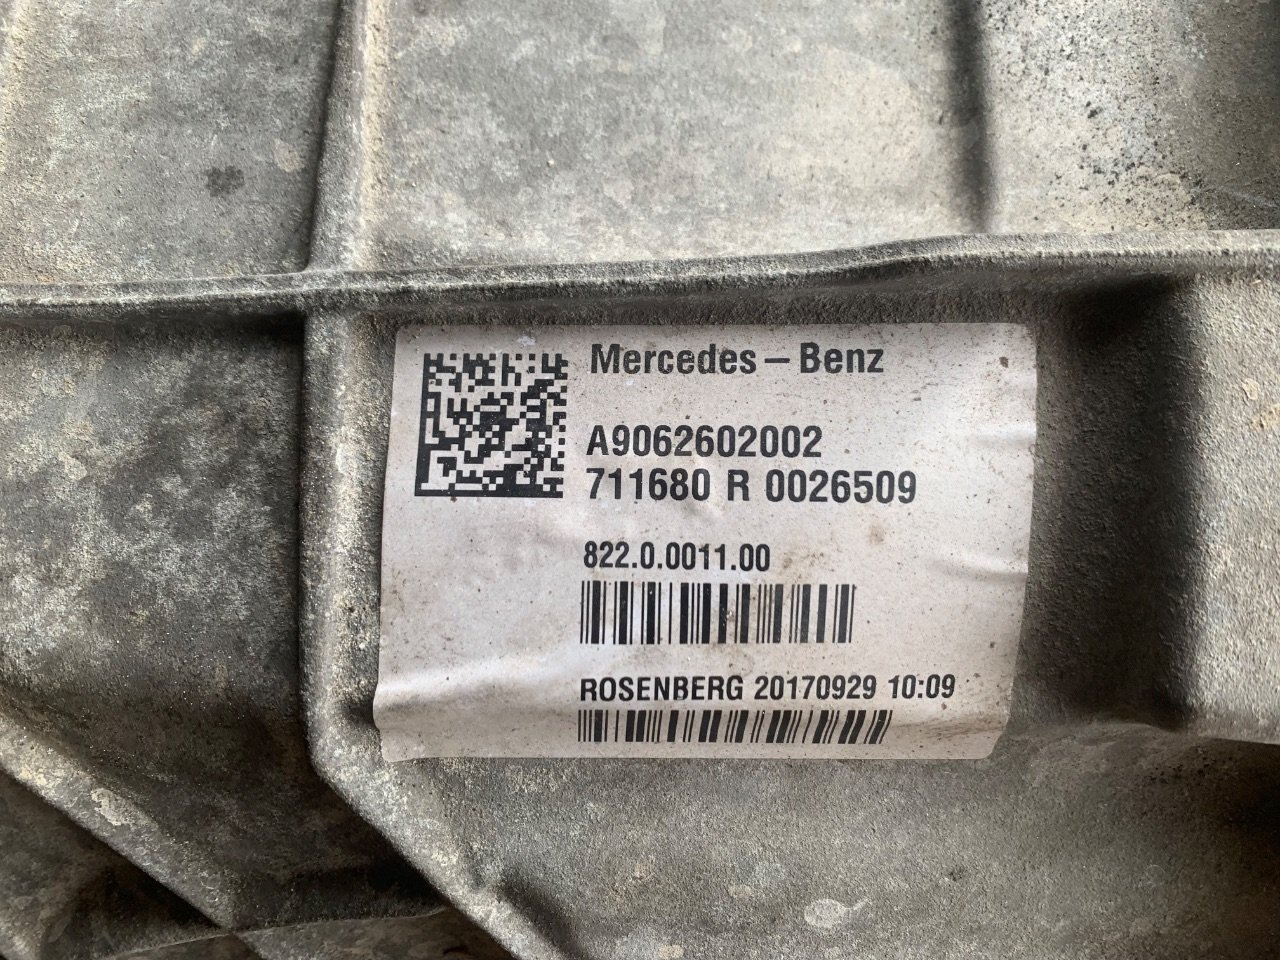 Mercedes – Benz
A9062602002
711680 R 0026509
822.0.0011.00
ROSENBERG 20170929 10:09